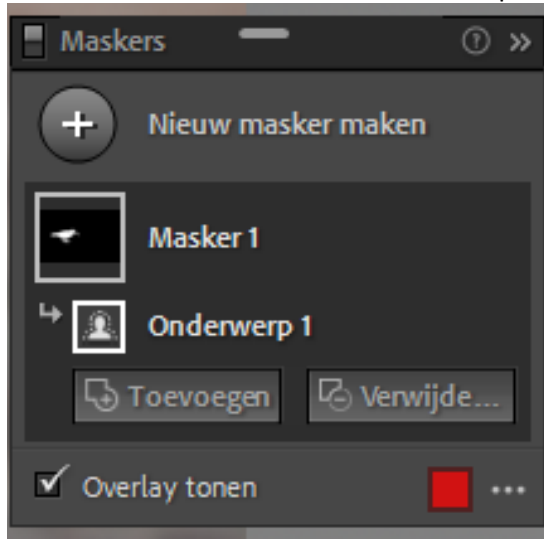 Maskers
Nieuw masker maken
Masker 1
Onderwerp 1
Toevoegen
Verwijde...
Overlay tonen